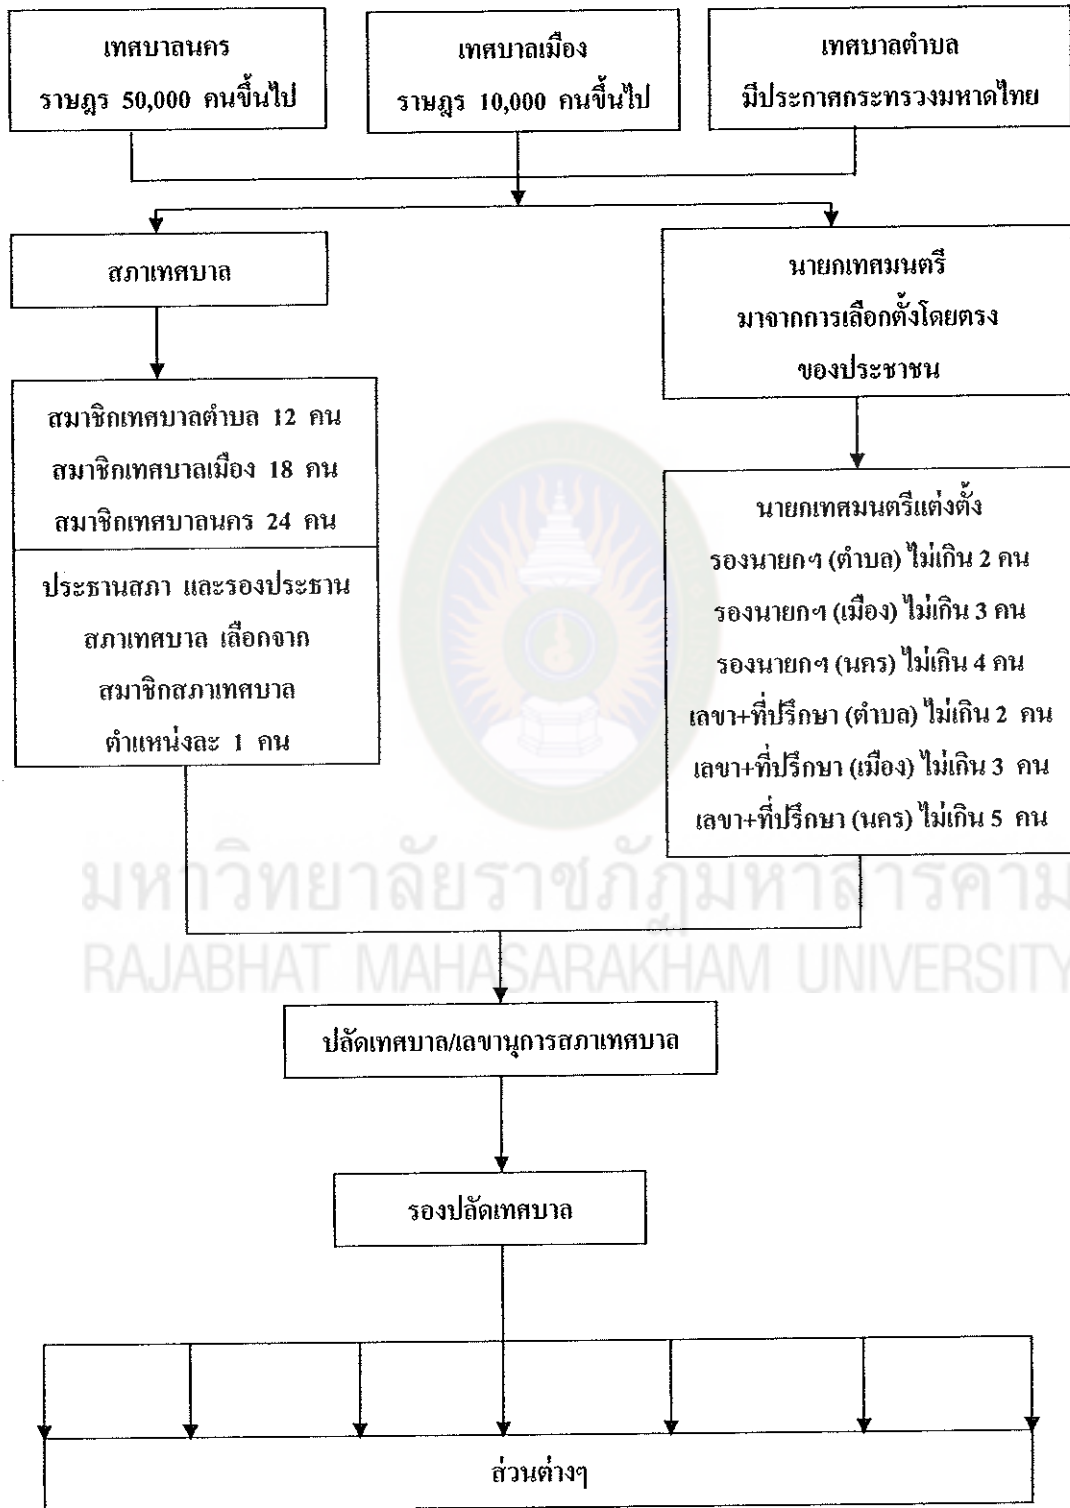 เทศบาลนคร
ราษฎร 50,000 คนขึ้นไป
เทศบาลเมือง
ราษฎร 10,000 คนขึ้นไป
เทศบาลตำบล
มีประกาศกระทรวงมหาดไทย
สภาเทศบาล
นายกเทศมนตรี
มาจากการเลือกตั้งโดยตรง
ของประชาชน
สมาชิกเทศบาลตำบล 12 คน
สมาชิกเทศบาลเมือง 18 คน
สมาชิกเทศบาลนคร 24 คน
ประธานสภา และรองประธาน
สภาเทศบาล เลือกจาก
สมาชิกสภาเทศบาล
ตำแหน่งละ 1 คน
นายกเทศมนตรีแต่งตั้ง
รองนายกฯ (ตำบล) ไม่เกิน 2 คน
รองนายกฯ (เมือง) ไม่เกิน 3 คน
รองนายกฯ (นคร) ไม่เกิน 4 คน
เลขา+ที่ปรึกษา (ตำบล) ไม่เกิน 2 คน
เลขา+ที่ปรึกษา (เมือง) ไม่เกิน 3 คน
เลขา+ที่ปรึกษา (นคร) ไม่เกิน 5 คน
มหาวิทยาลัยราชภัฏมหาสารคาม
RAJABHAT MAHASARAKHAM UNIVERSITY
ปลัดเทศบาล/เลขานุการสภาเทศบาล
รองปลัดเทศบาล
ส่วนต่างๆ